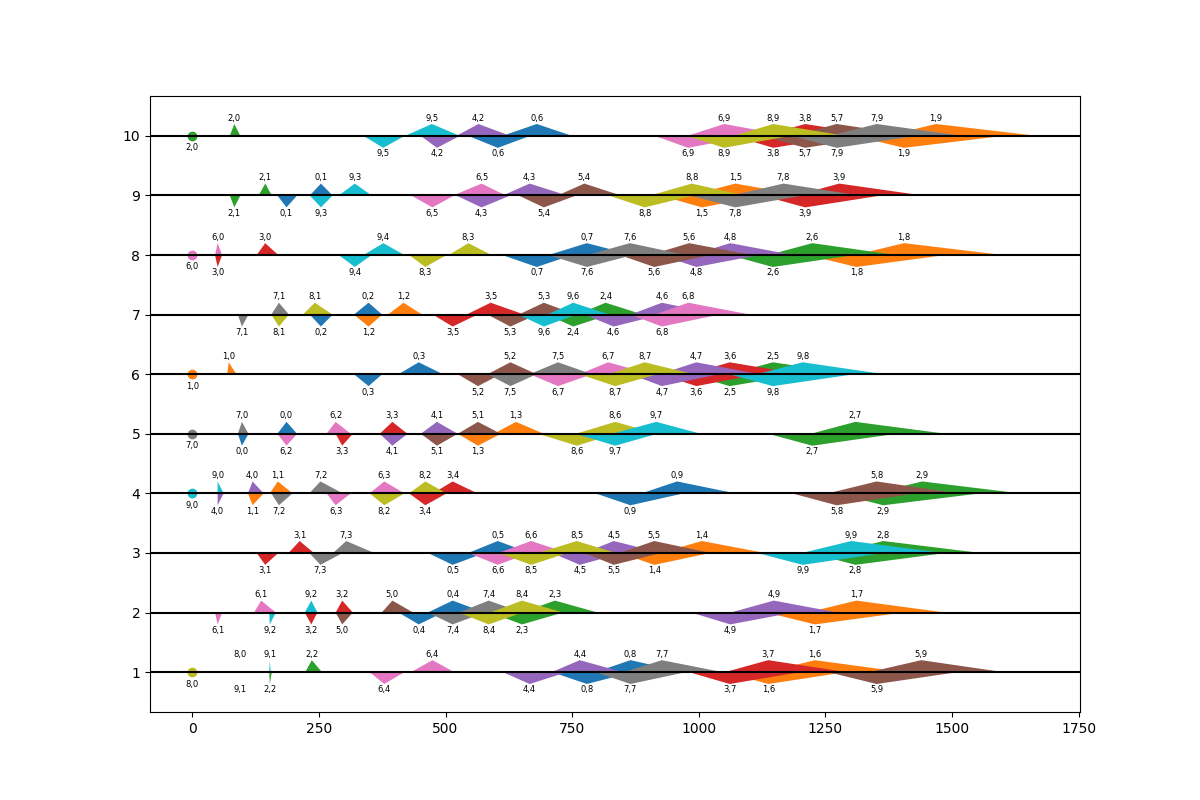 2,0 9,5 4,2 0,6 6,9 8,9 3,8 5,7 7,9 1,9
10
2,0 9,5 4,2 0,6 6,9 8,9 3,8 5,7 7,9 1,9
2,1 0,1 9,3 6,5 4,3 5,4 8,8 1,5 7,8 3,9
9
2,1 0,1 9,3 6,5 4,3 5,4 8,8 1,5 7,8 3,9
6,0 3,0 9,4 8,3 0,7 7,6 5,6 4,8 2,6 1,8
8
6,0 3,0 9,4 8,3 0,7 7,6 5,6 4,8 2,6 1,8
7,1 8,1 0,2 1,2 3,5 5,3 9,6 2,4 4,6 6,8
7
7,1 8,1 0,2 1,2 3,5 5,3 9,6 2,4 4,6 6,8
1,0 0,3 5,2 7,5 6,7 8,7 4,7 3,6 2,5 9,8
6
1,0 0,3 5,2 7,5 6,7 8,7 4,7 3,6 2,5 9,8
7,0 0,0 6,2 3,3 4,1 5,1 1,3 8,6 9,7 2,7
5
7,0 0,0 6,2 3,3 4,1 5,1 1,3 8,6 9,7 2,7
9,0 4,0 1,1 7,2 6,3 8,2 3,4 0,9 5,8 2,9
4
9,0 4,0 1,1 7,2 6,3 8,2 3,4 0,9 5,8 2,9
3,1 7,3 0,5 6,6 8,5 4,5 5,5 1,4 9,9 2,8
3
3,1 7,3 0,5 6,6 8,5 4,5 5,5 1,4 9,9 2,8
6,1 9,2 3,2 5,0 0,4 7,4 8,4 2,3 4,9 1,7
2
6,1 9,2 3,2 5,0 0,4 7,4 8,4 2,3 4,9 1,7
8,0 9,1 2,2 6,4 4,4 0,8 7,7 3,7 1,6 5,9
1
8,0 9,1 2,2 6,4 4,4 0,8 7,7 3,7 1,6 5,9
0 250 500 750 1000 1250 1500 1750